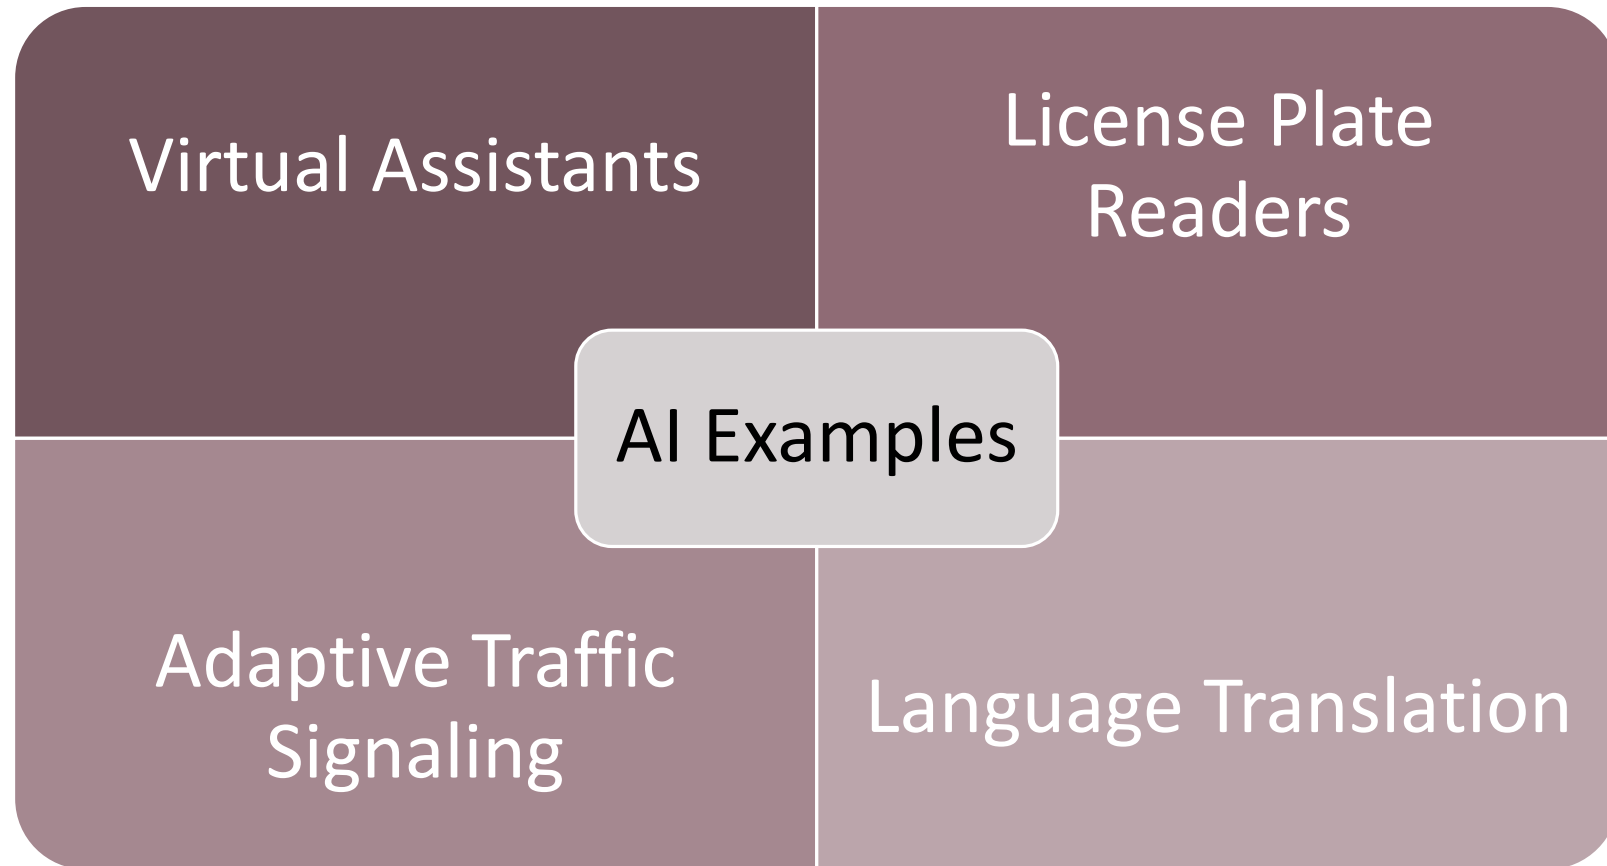 Virtual Assistants
License Plate
Readers
AI Examples
Adaptive Traffic
Signaling
Language Translation